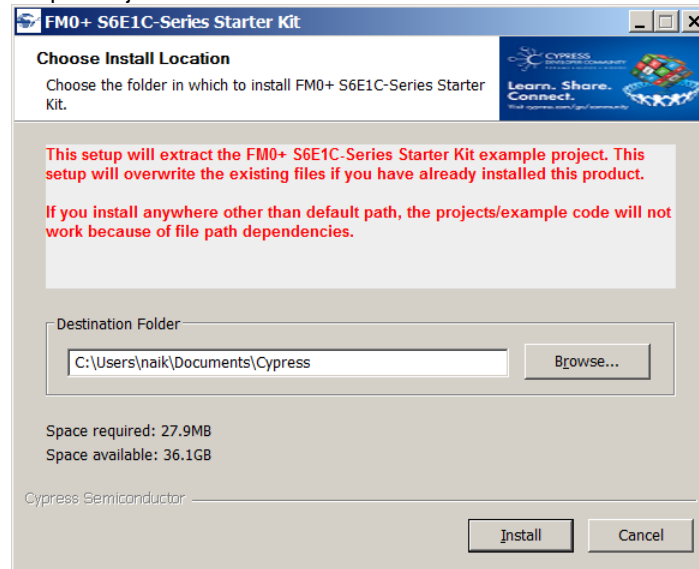 FM0+ S6E1C-Series Starter Kit
Choose Install Location
Choose the folder in which to install FM0+ S6E1C-Series Starter
Kit.
CYPRESS
DEVELOPER COMMUNITY
Learn. Share.
Connect.
This setup will extract the FM0+ S6E1C-Series Starter Kit example project. This
setup will overwrite the existing files if you have already installed this product.
If you install anywhere other than default path, the projects/example code will not
work because of file path dependencies.
Destination Folder
C:\Users\naik\Documents\Cypress
Browse...
Space required: 27.9MB
Space available: 36.1GB
Cypress Semiconductor
Install
Cancel